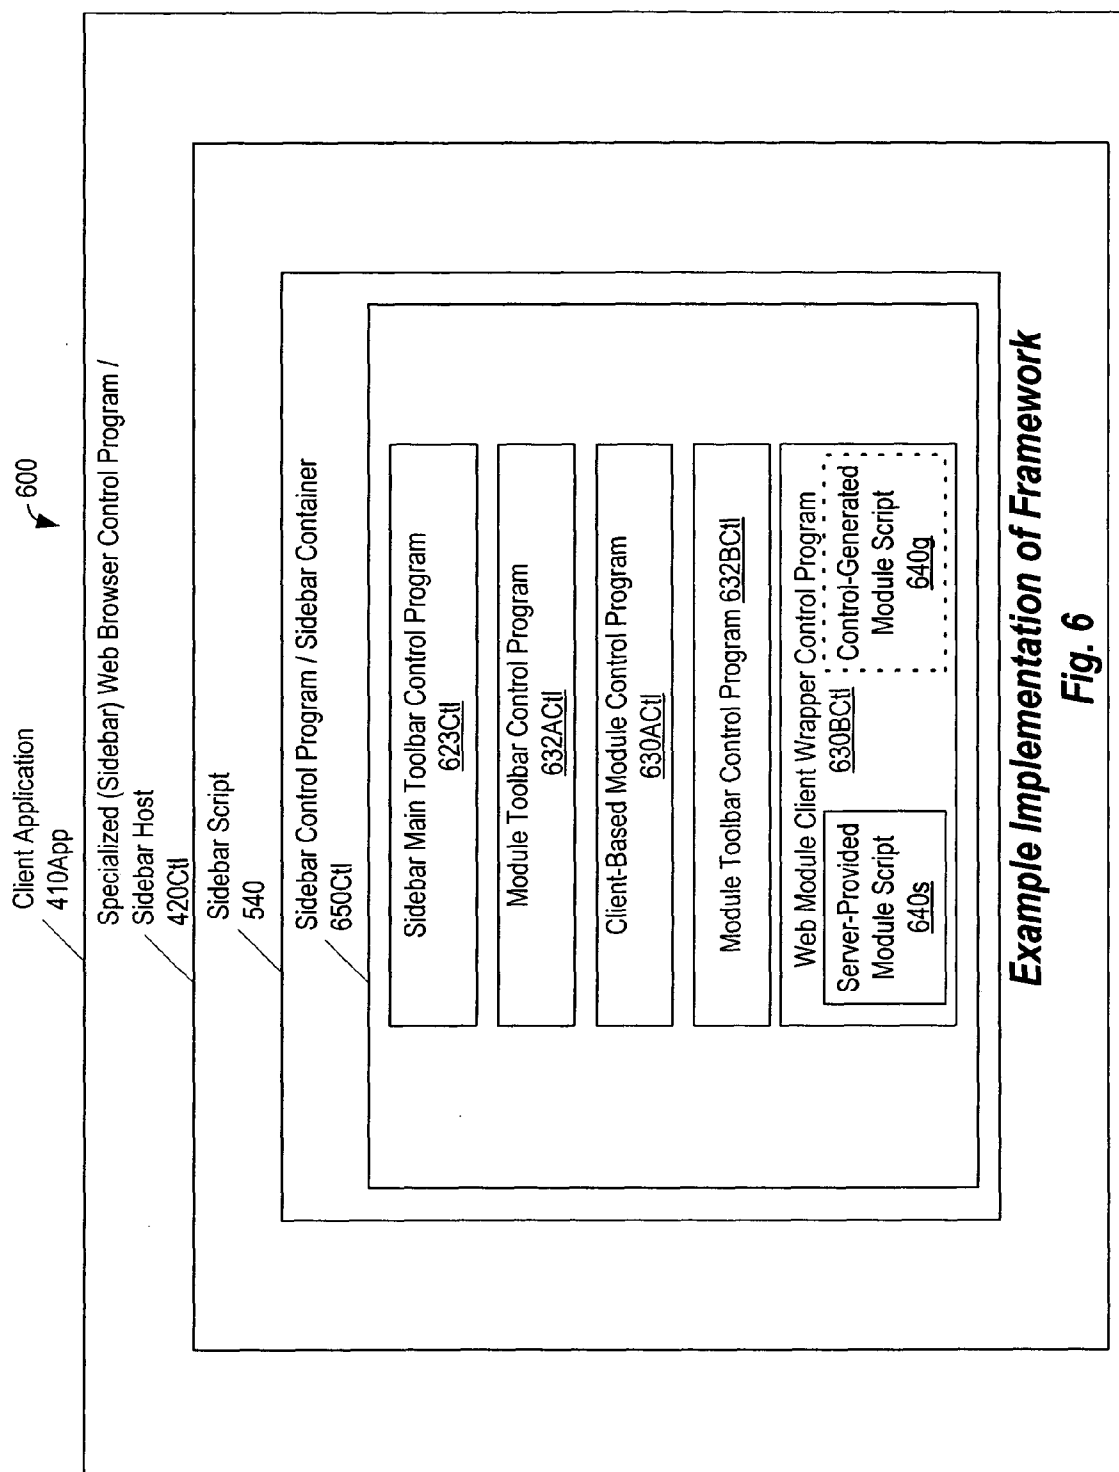 Client Application
410App
600
Specialized (Sidebar) Web Browser Control Program /
Sidebar Host
420Ctl
Sidebar Script
540
Sidebar Control Program / Sidebar Container
650Ctl
Sidebar Main Toolbar Control Program
623Ctl
Module Toolbar Control Program
632ACtl
Client-Based Module Control Program
630ACtl
Module Toolbar Control Program 632BCtl
Web Module Client Wrapper Control Program
630BCtl
Server-Provided
Module Script
640s
Control-Generated
Module Script
640g
Example Implementation of Framework
Fig. 6